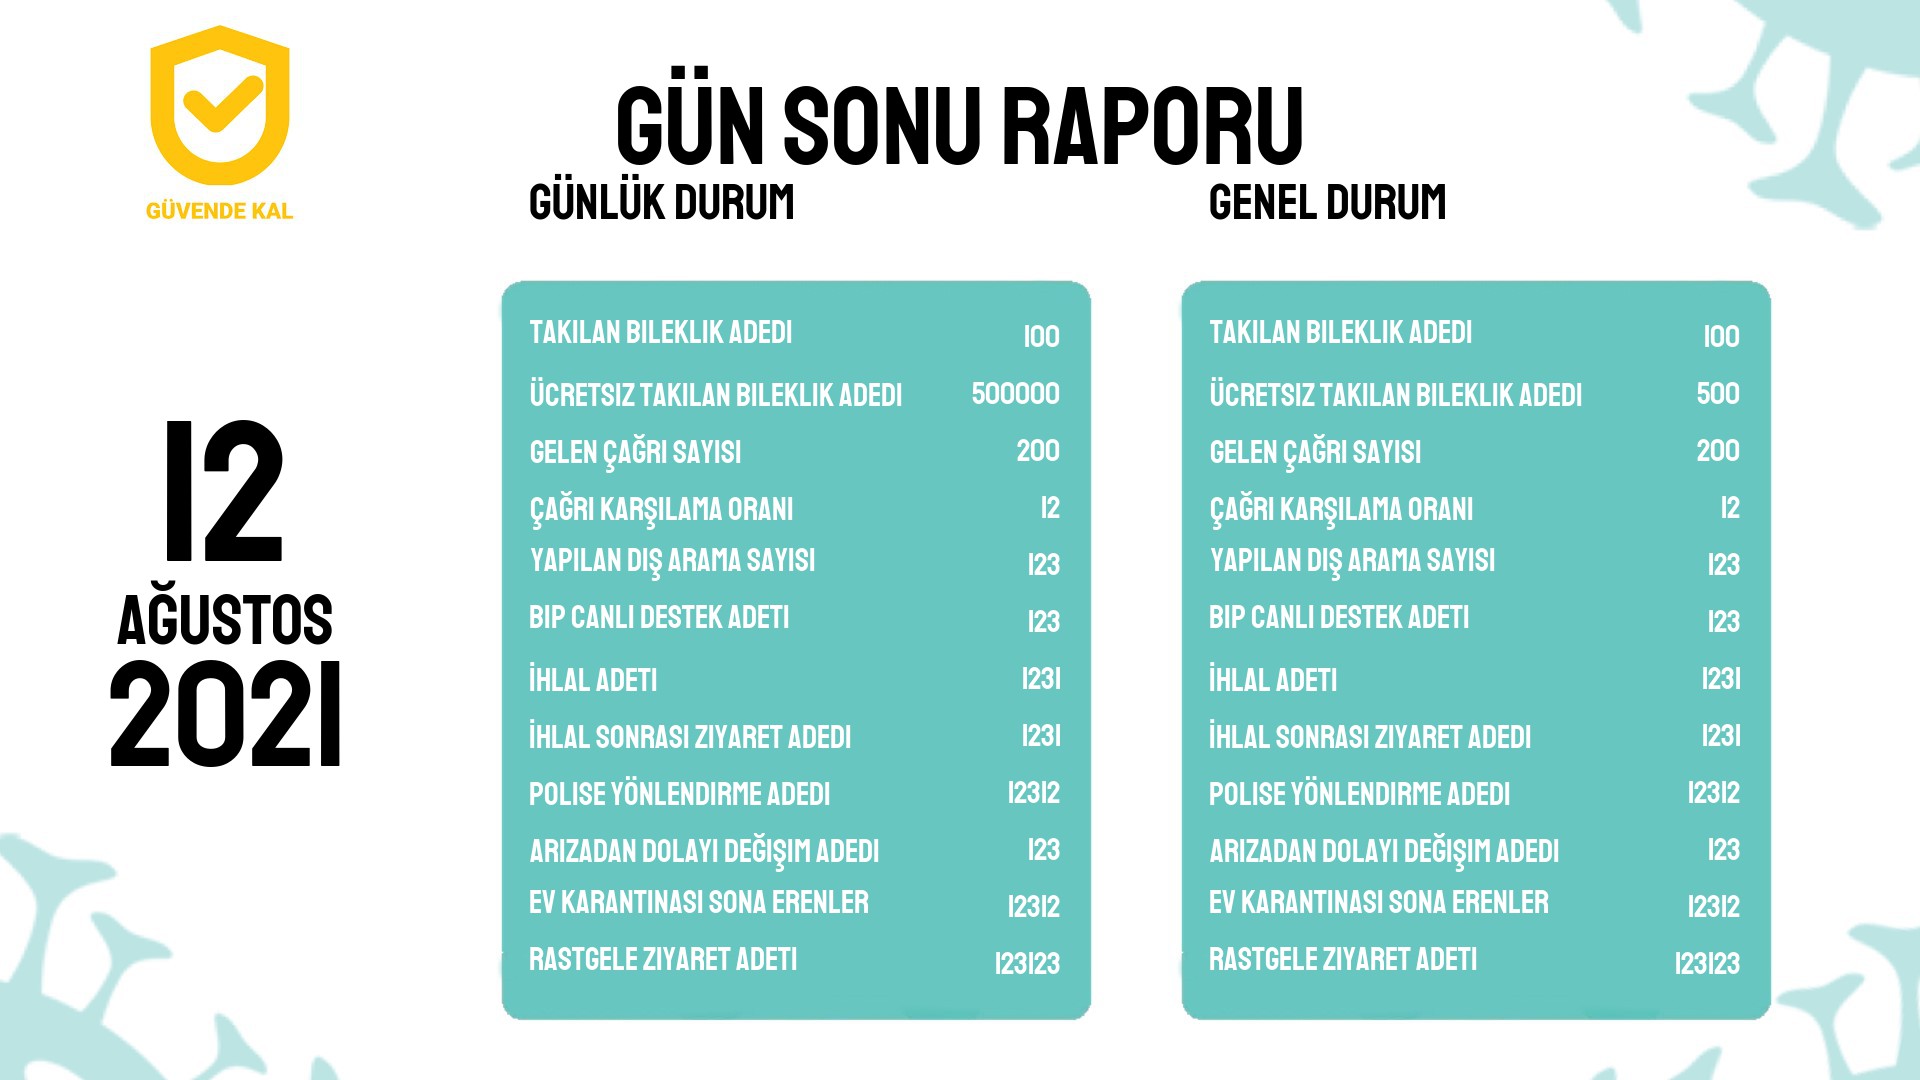 GÜVENDE KAL
GÜN SONU RAPORU
12
AĞUSTOS
2021
GÜNLÜK DURUM
TAKILAN BILEKLIK ADEDI 100
ÜCRETSIZ TAKILAN BILEKLIK ADEDI 500000
GELEN ÇAĞRI SAYISI 200
ÇAĞRI KARŞILAMA ORANI 12
YAPILAN DIŞ ARAMA SAYISI 123
BIP CANLI DESTEK ADETI 123
İHLAL ADETI 1231
İHLAL SONRASI ZIYARET ADEDI 1231
POLISE YÖNLENDIRME ADEDI 12312
ARIZADAN DOLAYI DEĞIŞIM ADEDI 123
EV KARANTINASI SONA ERENLER 12312
RASTGELE ZIYARET ADETI 123123
GENEL DURUM
TAKILAN BILEKLIK ADEDI 100
ÜCRETSIZ TAKILAN BILEKLIK ADEDI 500
GELEN ÇAĞRI SAYISI 200
ÇAĞRI KARŞILAMA ORANI 12
YAPILAN DIŞ ARAMA SAYISI 123
BIP CANLI DESTEK ADETI 123
İHLAL ADETI 1231
İHLAL SONRASI ZIYARET ADEDI 1231
POLISE YÖNLENDIRME ADEDI 12312
ARIZADAN DOLAYI DEĞIŞIM ADEDI 123
EV KARANTINASI SONA ERENLER 12312
RASTGELE ZIYARET ADETI 123123